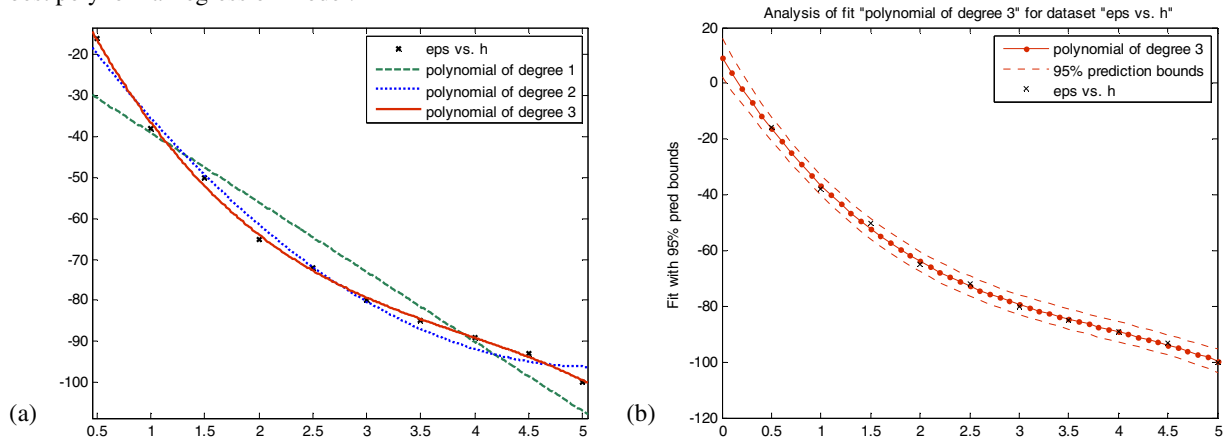 Analysis of fit "polynomial of degree 3" for dataset "eps vs. h"
(a)
-20
-30
-40
-50
-60
-70
-80
-90
-100
0.5 1 1.5 2 2.5 3 3.5 4 4.5 5
eps vs. h
polynomial of degree 1
polynomial of degree 2
polynomial of degree 3
(b)
Fit with 95% pred bounds
20
0
-20
-40
-60
-80
-100
-120
0 0.5 1 1.5 2 2.5 3 3.5 4 4.5 5
polynomial of degree 3
95% prediction bounds
eps vs. h